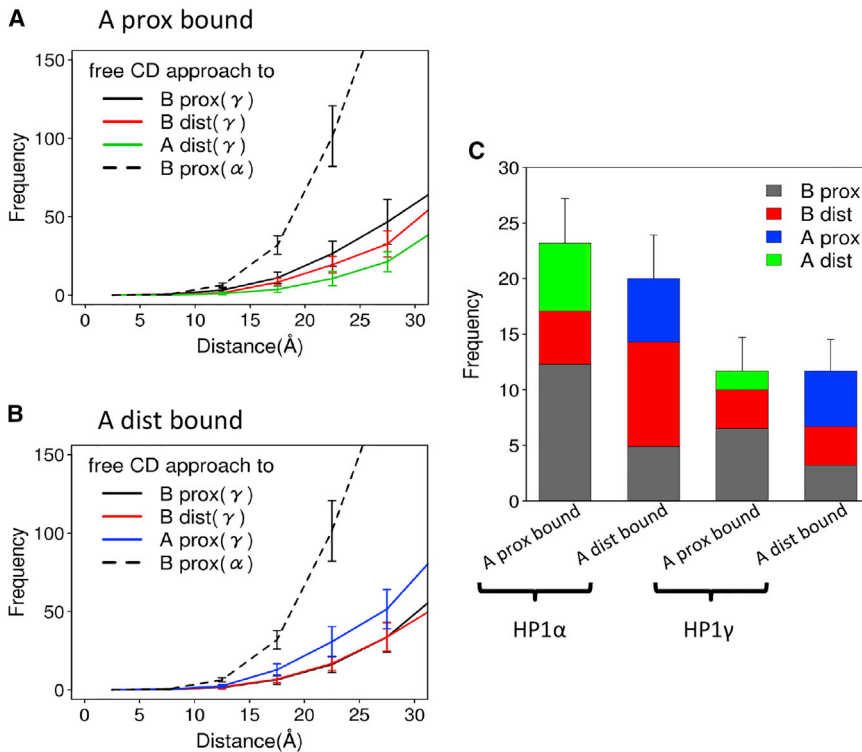 A
A prox bound
free CD approach to
B prox(γ)
B dist(γ)
A dist(γ)
B prox(α)
150
100
50
0
Frequency
0 5 10 15 20 25 30
Distance(Å)
B
A dist bound
free CD approach to
B prox(γ)
B dist(γ)
A prox(γ)
B prox(α)
150
100
50
0
Frequency
0 5 10 15 20 25 30
Distance(Å)
C
30
25
20
15
10
5
0
Frequency
B prox
B dist
A prox
A dist
A prox bound
A dist bound
A prox bound
A dist bound
HP1α
HP1γ